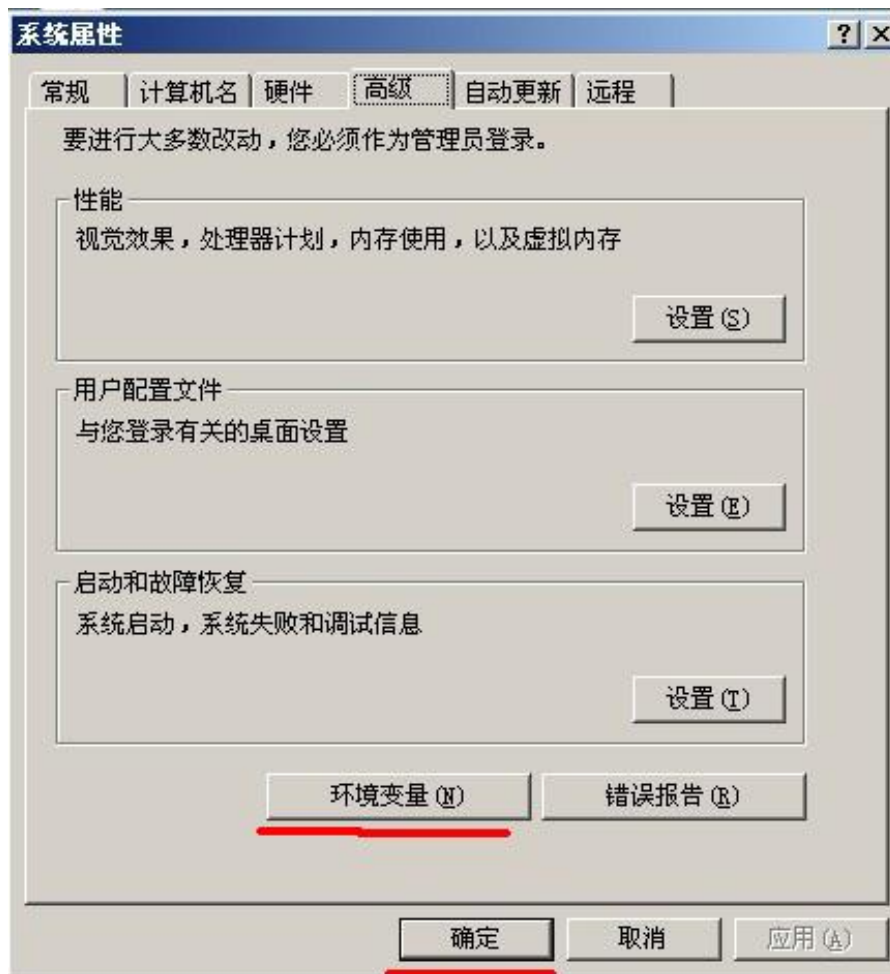 系统属性
常规 计算机名 硬件 高级 自动更新 远程
要进行大多数改动，您必须作为管理员登录。
性能
视觉效果，处理器计划，内存使用，以及虚拟内存
设置(S)
用户配置文件
与您登录有关的桌面设置
设置(E)
启动和故障恢复
系统启动，系统失败和调试信息
设置(T)
环境变量(N) 错误报告(R)
确定 取消 应用(A)